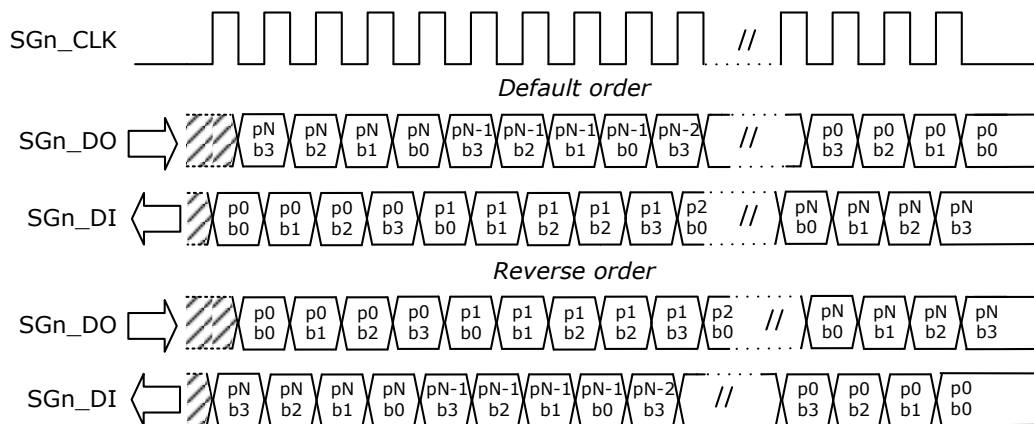 SGn_CLK //
Default order
SGn_DO pN pN pN pN pN-1 pN-1 pN-1 pN-1 pN-2 // p0 p0 p0 p0
b3 b2 b1 b0 b3 b2 b1 b0 b3 b3 b2 b1 b0
SGn_DI p0 p0 p0 p0 p1 p1 p1 p1 p1 p2 // pN pN pN pN
b0 b1 b2 b3 b0 b1 b2 b2 b3 b0 b0 b1 b2 b3
Reverse order
SGn_DO p0 p0 p0 p0 p1 p1 p1 p1 p1 p2 // pN pN pN pN
b0 b1 b2 b3 b0 b1 b2 b2 b3 b0 b0 b1 b2 b3
SGn_DI pN pN pN pN pN-1 pN-1 pN-1 pN-1 pN-2 // p0 p0 p0 p0
b3 b2 b1 b0 b3 b2 b1 b0 b3 b3 b2 b1 b0